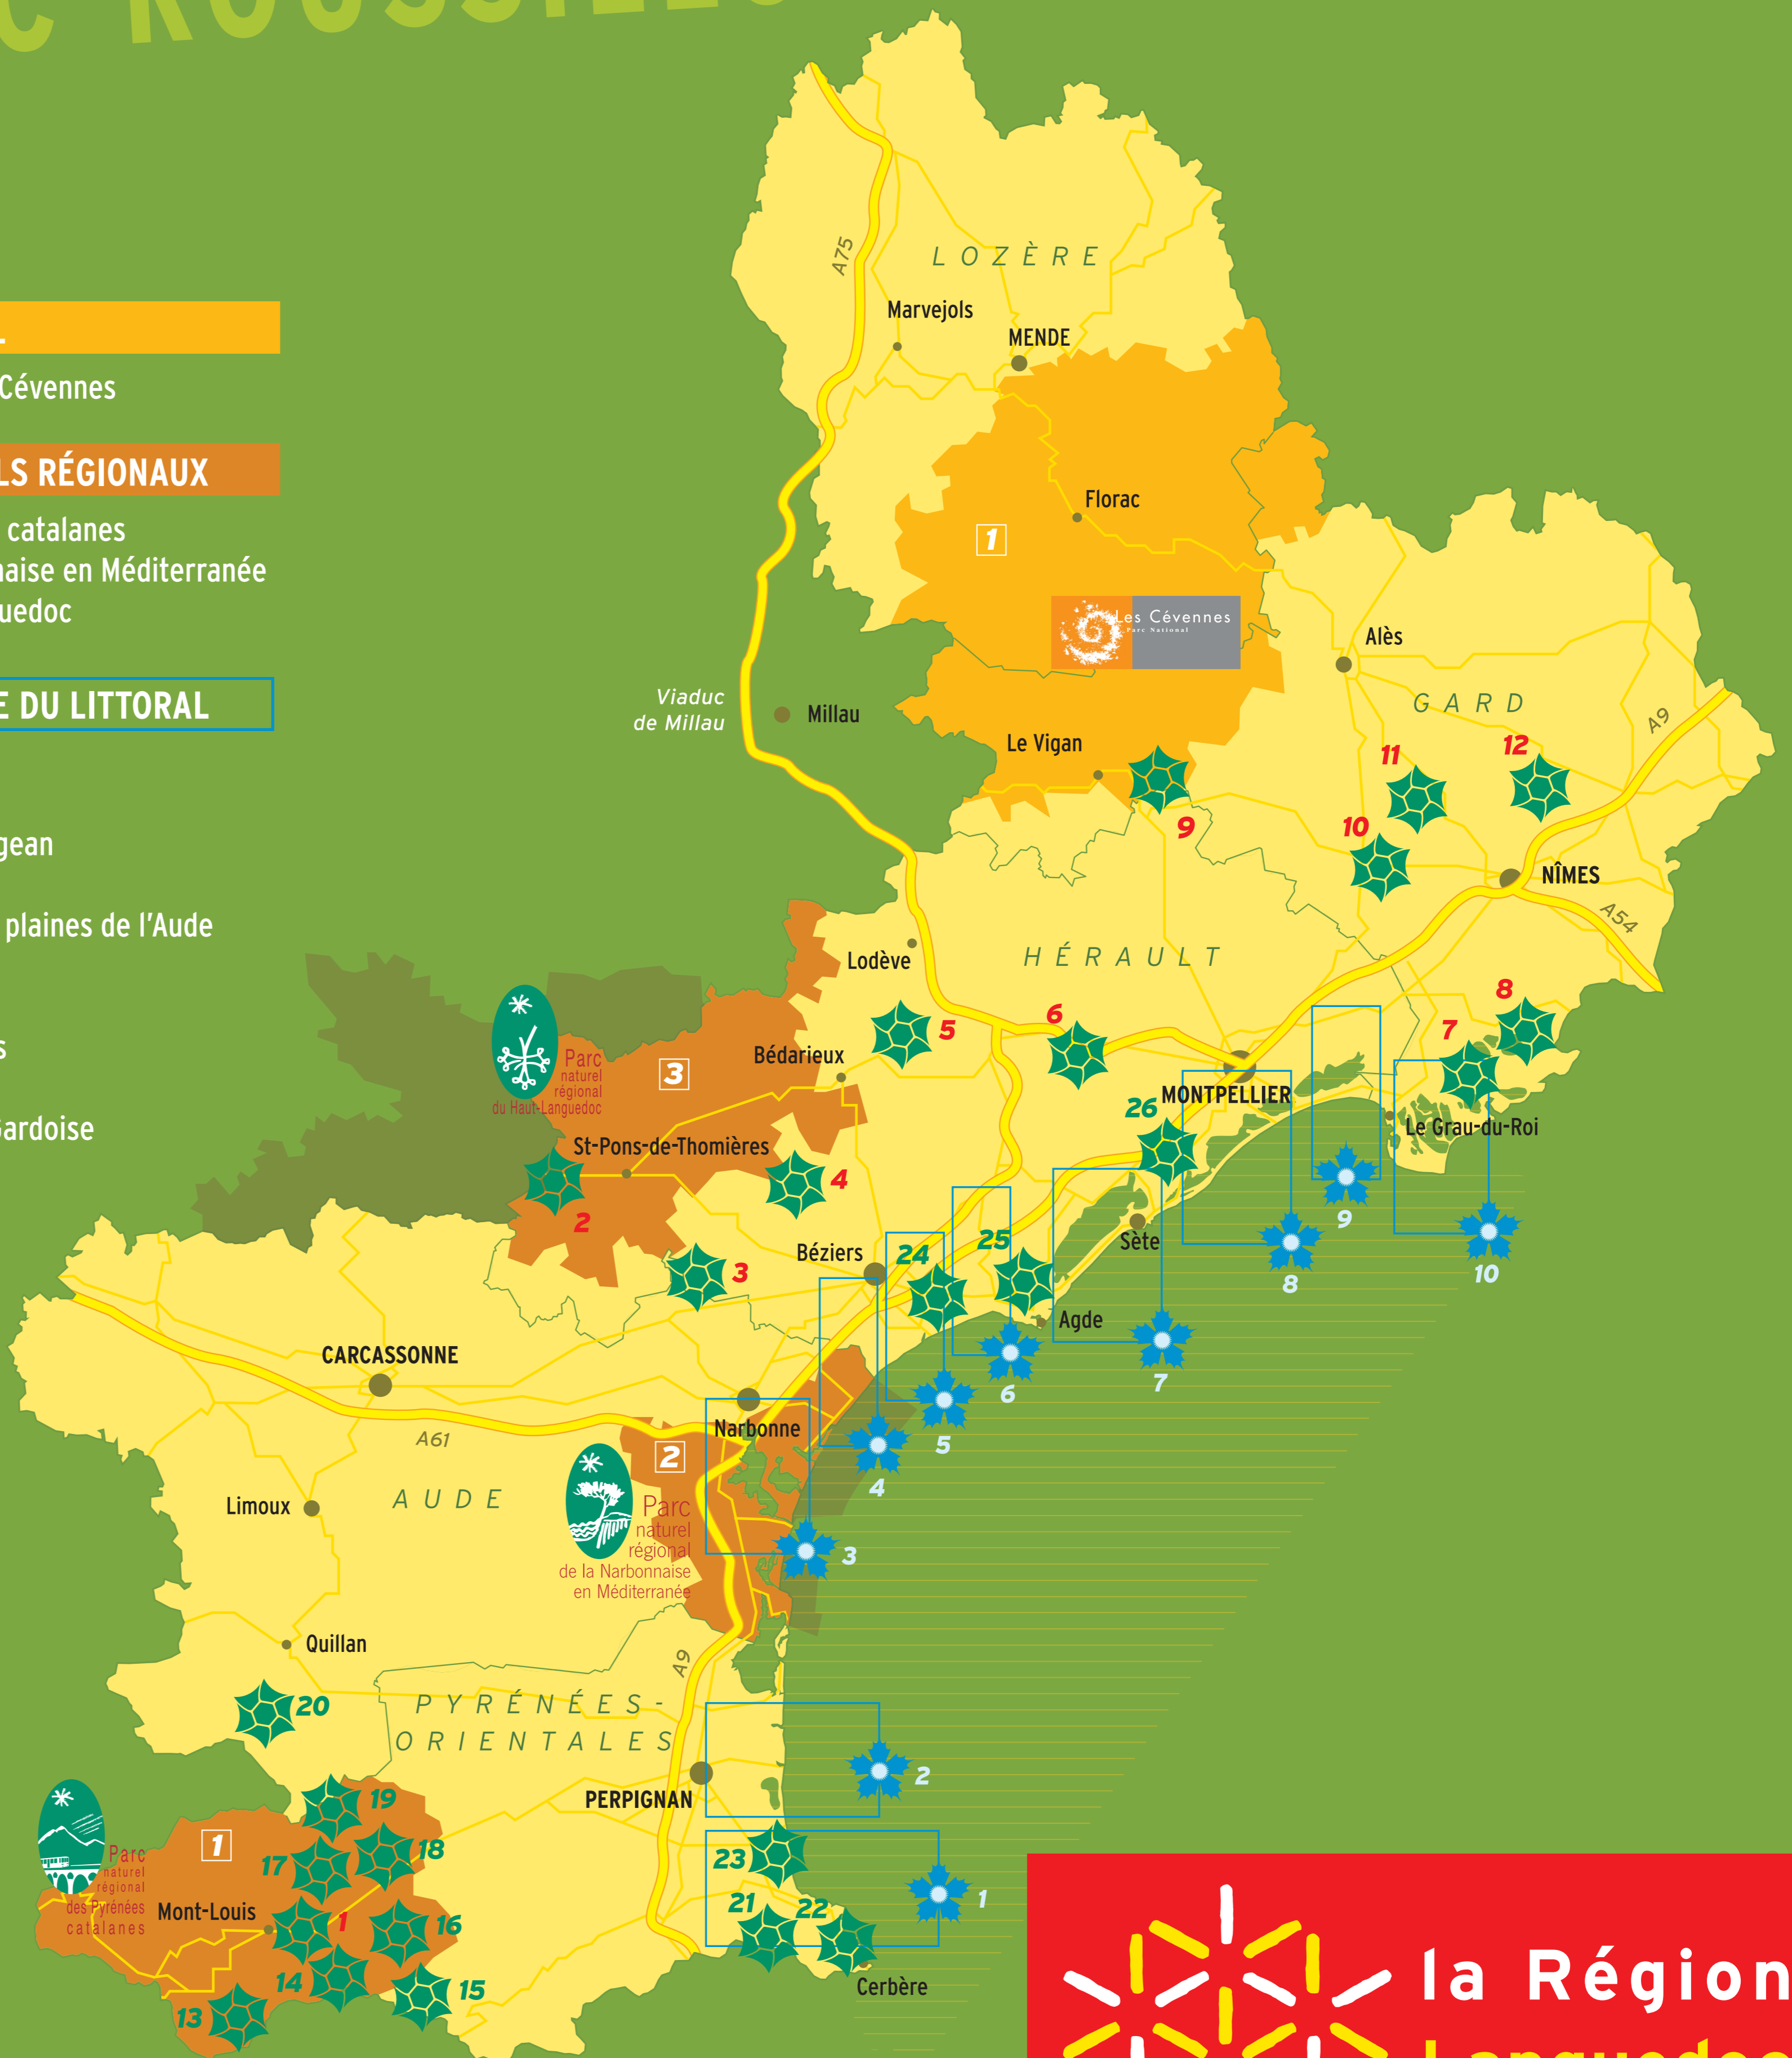 C ROUSSILLO
Cévennes
LS RÉGIONAUX
catalanes
naise en Méditerranée
uedoc
E DU LITTORAL
gean
plaines de l'Aude
s
Gardoise
A75
LOZÈRE
Marvejols
MENDE
Florac
1
Les Cévennes
Parc National
Alès
GARD
A9
Viaduc
de Millau
Millau
Le Vigan
9
11
12
10
NÎMES
A54
Lodève
HÉRAULT
5
6
8
7
Parc
naturel
régional
du Haut-Languedoc
3
Bédarieux
MONTPELLIER
26
Le Grau-du-Roi
St-Pons-de-Thomières
4
2
9
Sète
8
10
Béziers
24
25
3
Agde
CARCASSONNE
7
6
5
4
Narbonne
A61
2
AUDE
Limoux
Parc
naturel
régional
de la Narbonnaise
en Méditerranée
3
Quillan
A9
20
PYRÉNÉES-
ORIENTALES
2
PERPIGNAN
19
1
18
17
Parc
naturel
régional
des Pyrénées
catalanes
Mont-Louis
1
16
14
15
13
23
21
22
1
Cerbère
la Région
Languedoc